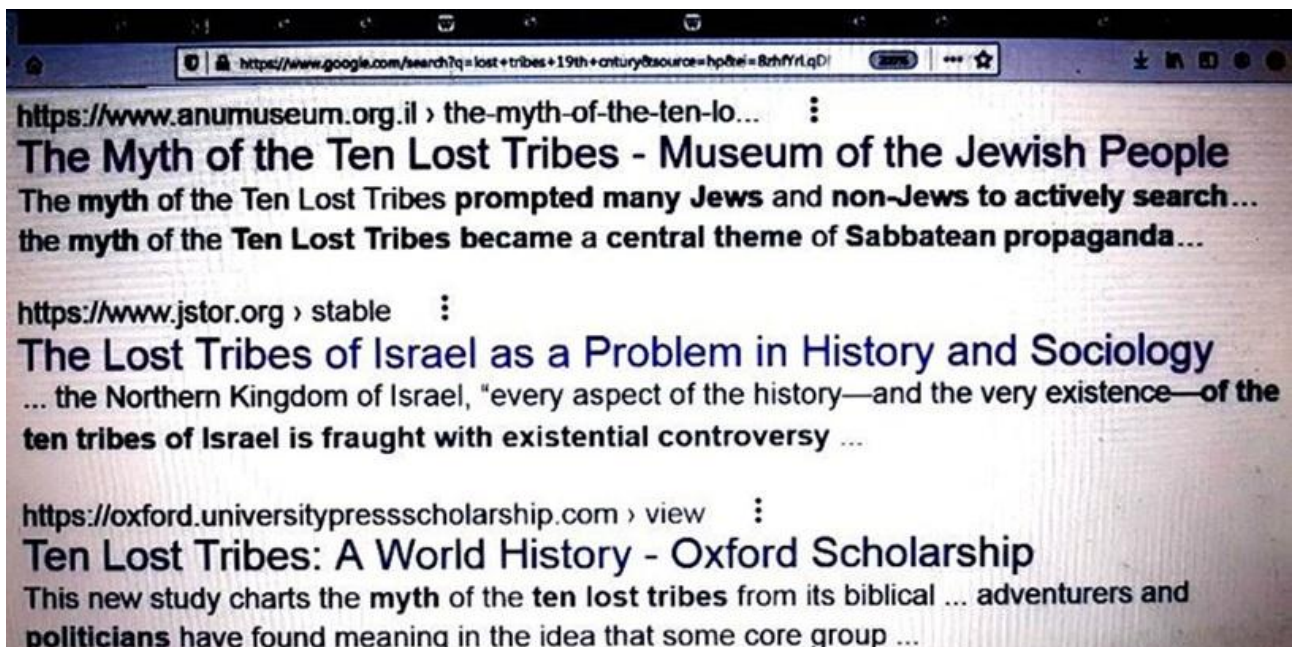 https://www.google.com/search?q=lost+tribes+19th+cntury&source=hp&ei=8zhfYrLqD
https://www.anumuseum.org.il › the-myth-of-the-ten-lo...
The Myth of the Ten Lost Tribes - Museum of the Jewish People
The myth of the Ten Lost Tribes prompted many Jews and non-Jews to actively search...
the myth of the Ten Lost Tribes became a central theme of Sabbatean propaganda...
https://www.jstor.org › stable
The Lost Tribes of Israel as a Problem in History and Sociology
... the Northern Kingdom of Israel, “every aspect of the history—and the very existence—of the
ten tribes of Israel is fraught with existential controversy ...
https://oxford.universitypressscholarship.com › view
Ten Lost Tribes: A World History - Oxford Scholarship
This new study charts the myth of the ten lost tribes from its biblical ... adventurers and
politicians have found meaning in the idea that some core group ...